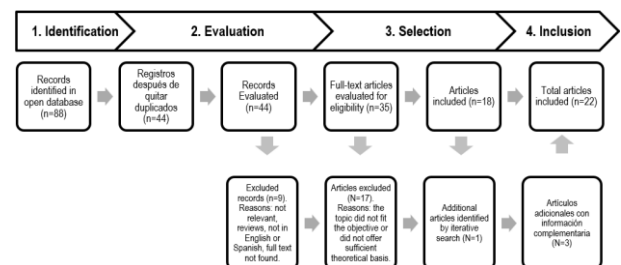 1. Identification 2. Evaluation 3. Selection 4. Inclusion
Records
identified in
open database
(n=88)
Registros
después de
quitar
duplicados
(n=44)
Records
Evaluated
(n=44)
Full-text articles
evaluated for
eligibility (n=35)
Articles
included (n=18)
Total articles
included (n=22)
Excluded
records (n=9).
Reasons: not
relevant,
reviews, not in
English or
Spanish, full text
not found.
Articles excluded
(N=17).
Reasons: the
topic did not fit
the objective or
did not offer
sufficient
theoretical basis.
Additional
articles identified
by iterative
search (N=1)
Artículos
adicionales con
información
complementaria
(N=3)